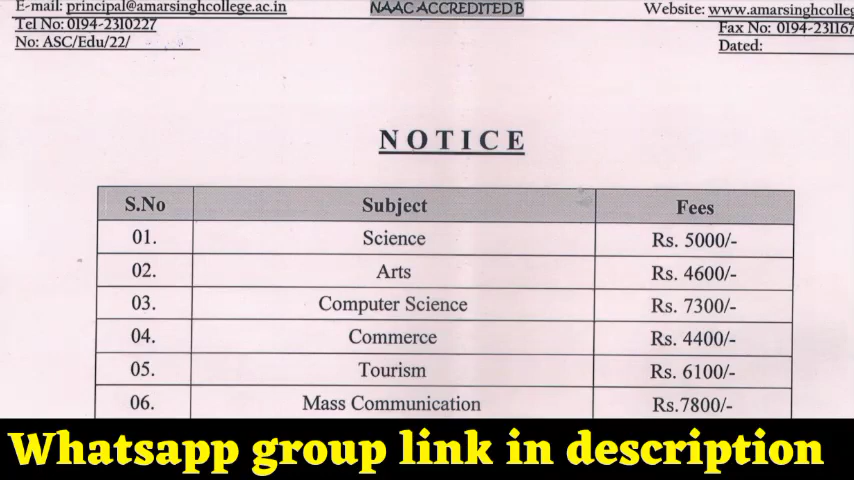 E-mail: principal@amarsinghcollege.ac.in
NAAC ACCREDITED B
Website: www.amarsinghcolleg
Tel No: 0194-2310227
Fax No: 0194-231167
No: ASC/Edu/22/
Dated:
NOTICE
S.No Subject Fees
01. Science Rs. 5000/-
02. Arts Rs. 4600/-
03. Computer Science Rs. 7300/-
04. Commerce Rs. 4400/-
05. Tourism Rs. 6100/-
06. Mass Communication Rs.7800/-
Whatsapp group link in description